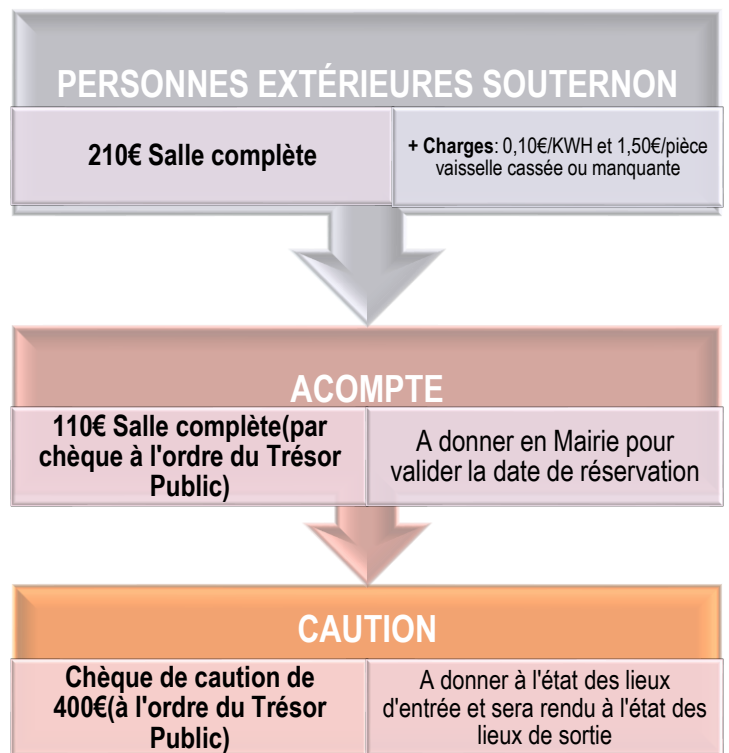 PERSONNES EXTÉRIEURES SOUTERNON
210€ Salle complète
+ Charges: 0,10€/KWH et 1,50€/pièce
vaisselle cassée ou manquante
ACOMPTE
110€ Salle complète(par
chèque à l'ordre du Trésor
Public)
A donner en Mairie pour
valider la date de réservation
CAUTION
Chèque de caution de
400€(à l'ordre du Trésor
Public)
A donner à l'état des lieux
d'entrée et sera rendu à l'état des
lieux de sortie